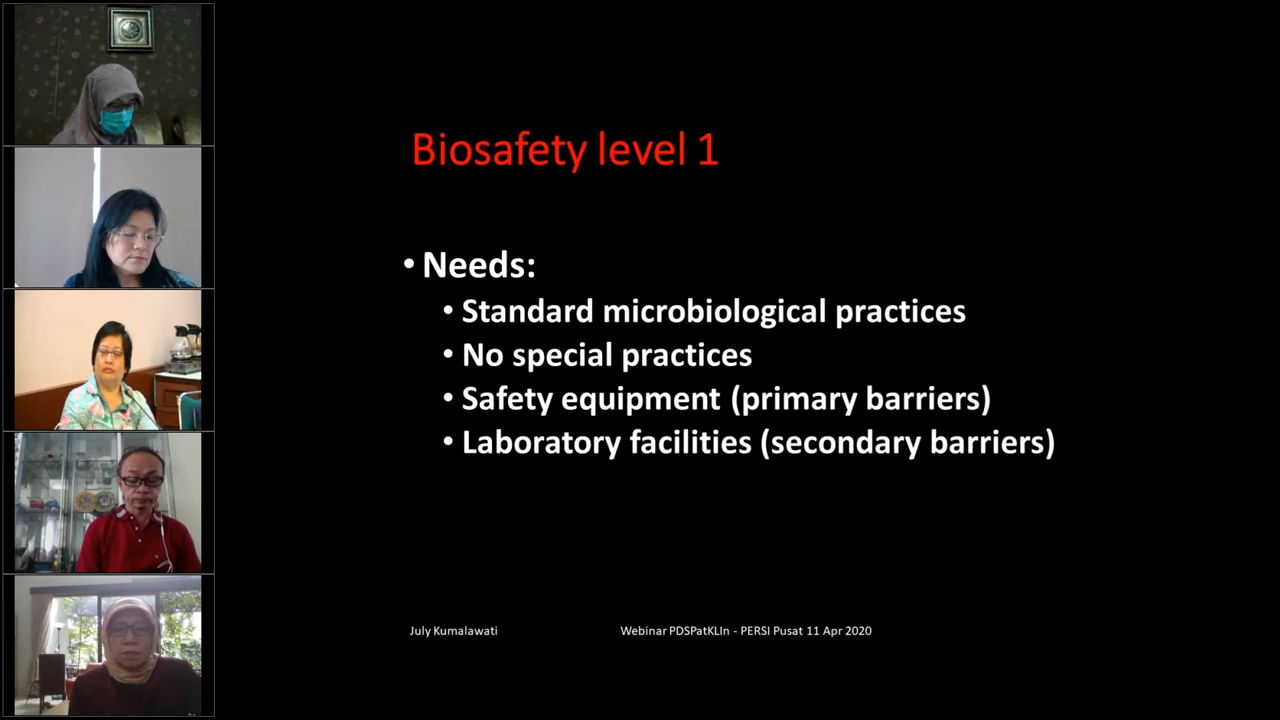 Biosafety level 1
• Needs:
• Standard microbiological practices
• No special practices
• Safety equipment (primary barriers)
• Laboratory facilities (secondary barriers)
July Kumalawati
Webinar PDSPatKLIn - PERSI Pusat 11 Apr 2020